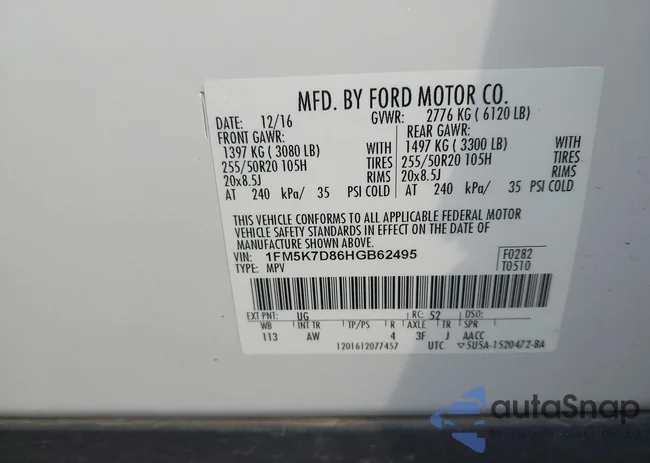 MFD. BY FORD MOTOR CO.
DATE: 12/16 GVWR: 2776 KG ( 6120 LB)
FRONT GAWR: REAR GAWR:
1397 KG ( 3080 LB) WITH 1497 KG ( 3300 LB) WITH
255/50R20 105H TIRES 255/50R20 105H TIRES
20x8.5J RIMS 20x8.5J RIMS
AT 240 kPa/ 35 PSI COLD AT 240 kPa/ 35 PSI COLD
THIS VEHICLE CONFORMS TO ALL APPLICABLE FEDERAL MOTOR
VEHICLE SAFETY STANDARDS IN EFFECT ON THE DATE OF
MANUFACTURE SHOWN ABOVE.
VIN: 1FM5K7D86HGB62495 F0282
TYPE: MPV T0510
EXT PNT: UG RC: 52 DSO:
WB INT TR TP/PS R AXLE TR SPR
113 AW 4 3F J AACC
1201612077457 UTC 5U5A-1520472-BA
autoSnap